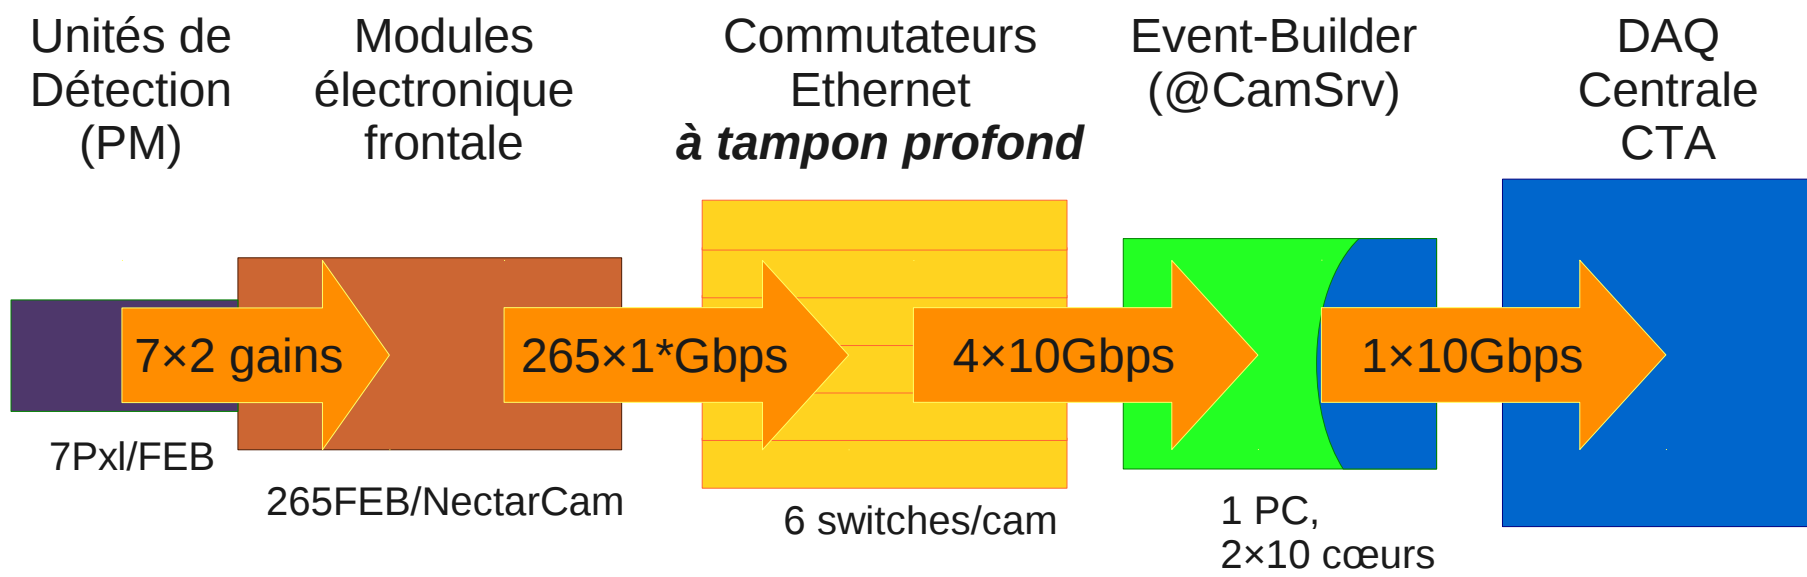 Unités de
Détection
(PM)
Modules
électronique
frontale
Commutateurs
Ethernet
à tampon profond
Event-Builder
(@CamSrv)
DAQ
Centrale
CTA
7×2 gains
265×1*Gbps
4×10Gbps
1×10Gbps
7Pxl/FEB
265FEB/NectarCam
6 switches/cam
1 PC,
2×10 cœurs